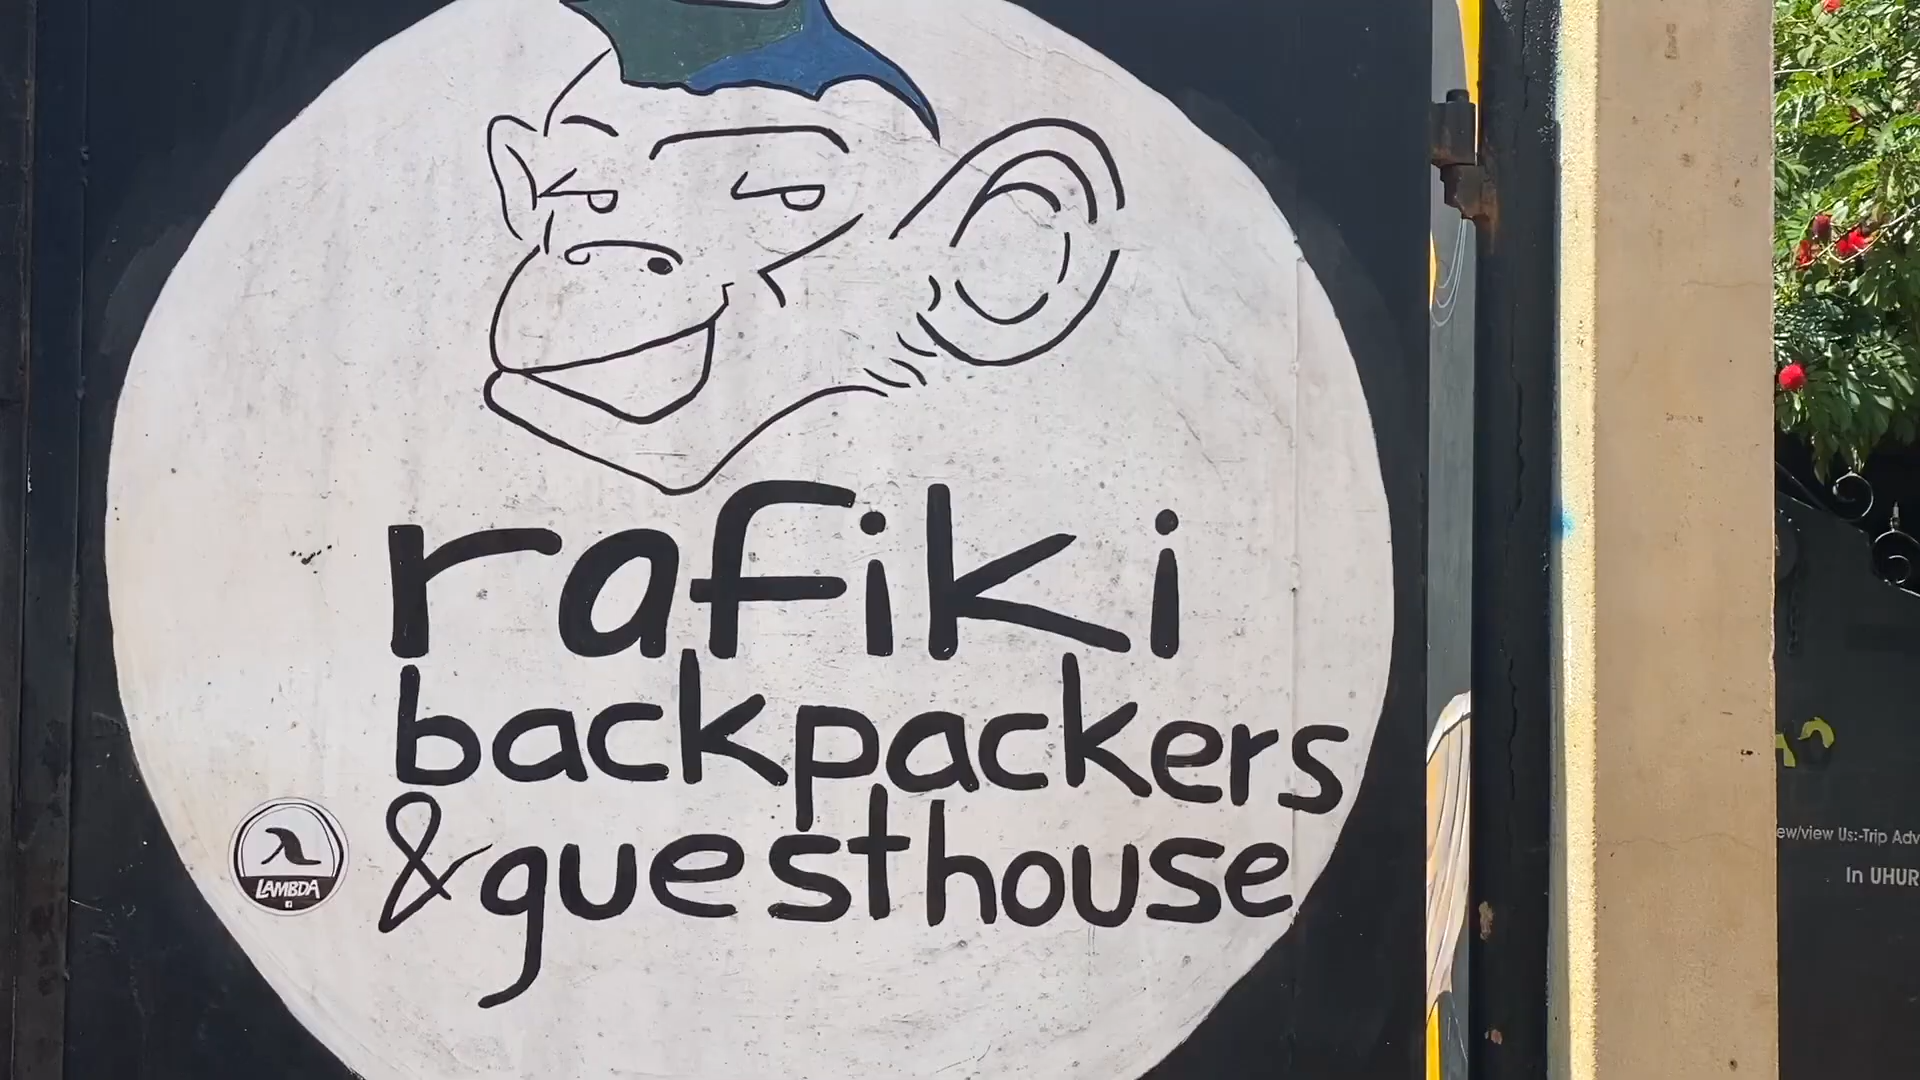 rafiki
backpackers
& guesthouse
LAMBDA
ew/view Us:-Trip Adv
In UHUR